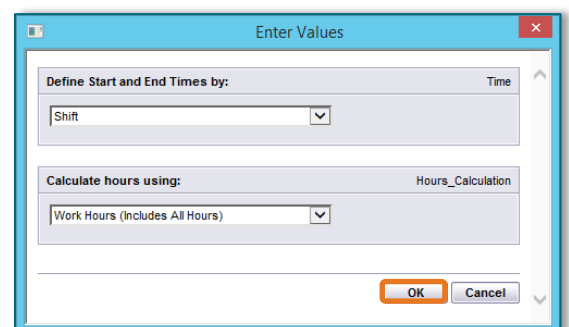 Enter Values
Define Start and End Times by: Time
Shift
Calculate hours using: Hours_Calculation
Work Hours (Includes All Hours)
OK Cancel